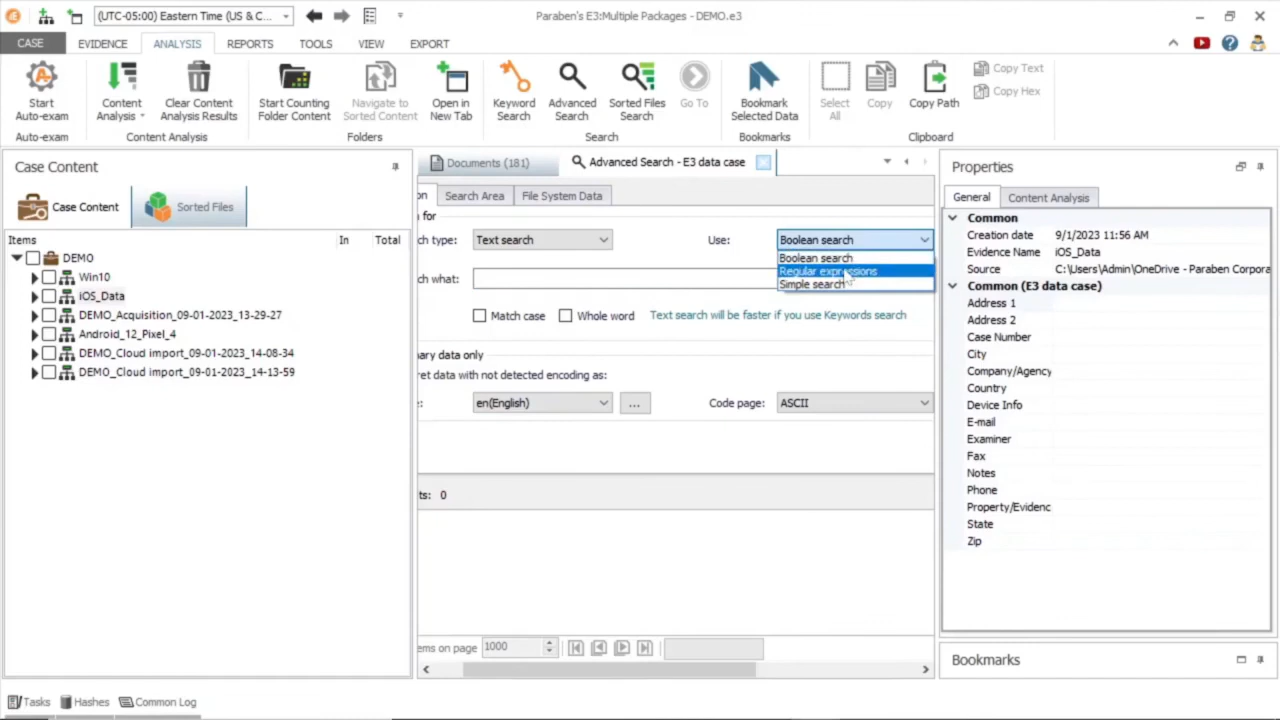 (UTC-05:00) Eastern Time (US & C...
Paraben's E3:Multiple Packages - DEMO.e3
CASE
EVIDENCE
ANALYSIS
REPORTS
TOOLS
VIEW
EXPORT
Start
Auto-exam
Content
Analysis
Clear Content
Analysis Results
Start Counting
Folder Content
Navigate to
Sorted Content
Open in
New Tab
Keyword
Search
Advanced
Search
Sorted Files
Search
Go To
Bookmark
Selected Data
Select
All
Copy
Copy Path
Copy Text
Copy Hex
Auto-exam
Content Analysis
Folders
Search
Bookmarks
Clipboard
Case Content
Case Content
Sorted Files
Items
In
Total
DEMO
Win10
iOS_Data
DEMO_Acquisition_09-01-2023_13-29-27
Android_12_Pixel_4
DEMO_Cloud import_09-01-2023_14-08-34
DEMO_Cloud import_09-01-2023_14-13-59
Documents (181)
Advanced Search - E3 data case
on
Search Area
File System Data
for
ch type:
Text search
Use:
Boolean search
Boolean search
Regular expressions
Simple search
ch what:
Match case
Whole word
Text search will be faster if you use Keywords search
ary data only
ret data with not detected encoding as:
e:
en(English)
...
Code page:
ASCII
ts: 0
ems on page
1000
Properties
General
Content Analysis
Common
Creation date 9/1/2023 11:56 AM
Evidence Name iOS_Data
Source C:\Users\Admin\OneDrive - Paraben Corpora
Common (E3 data case)
Address 1
Address 2
Case Number
City
Company/Agency
Country
Device Info
E-mail
Examiner
Fax
Notes
Phone
Property/Evidenc
State
Zip
Bookmarks
Tasks
Hashes
Common Log